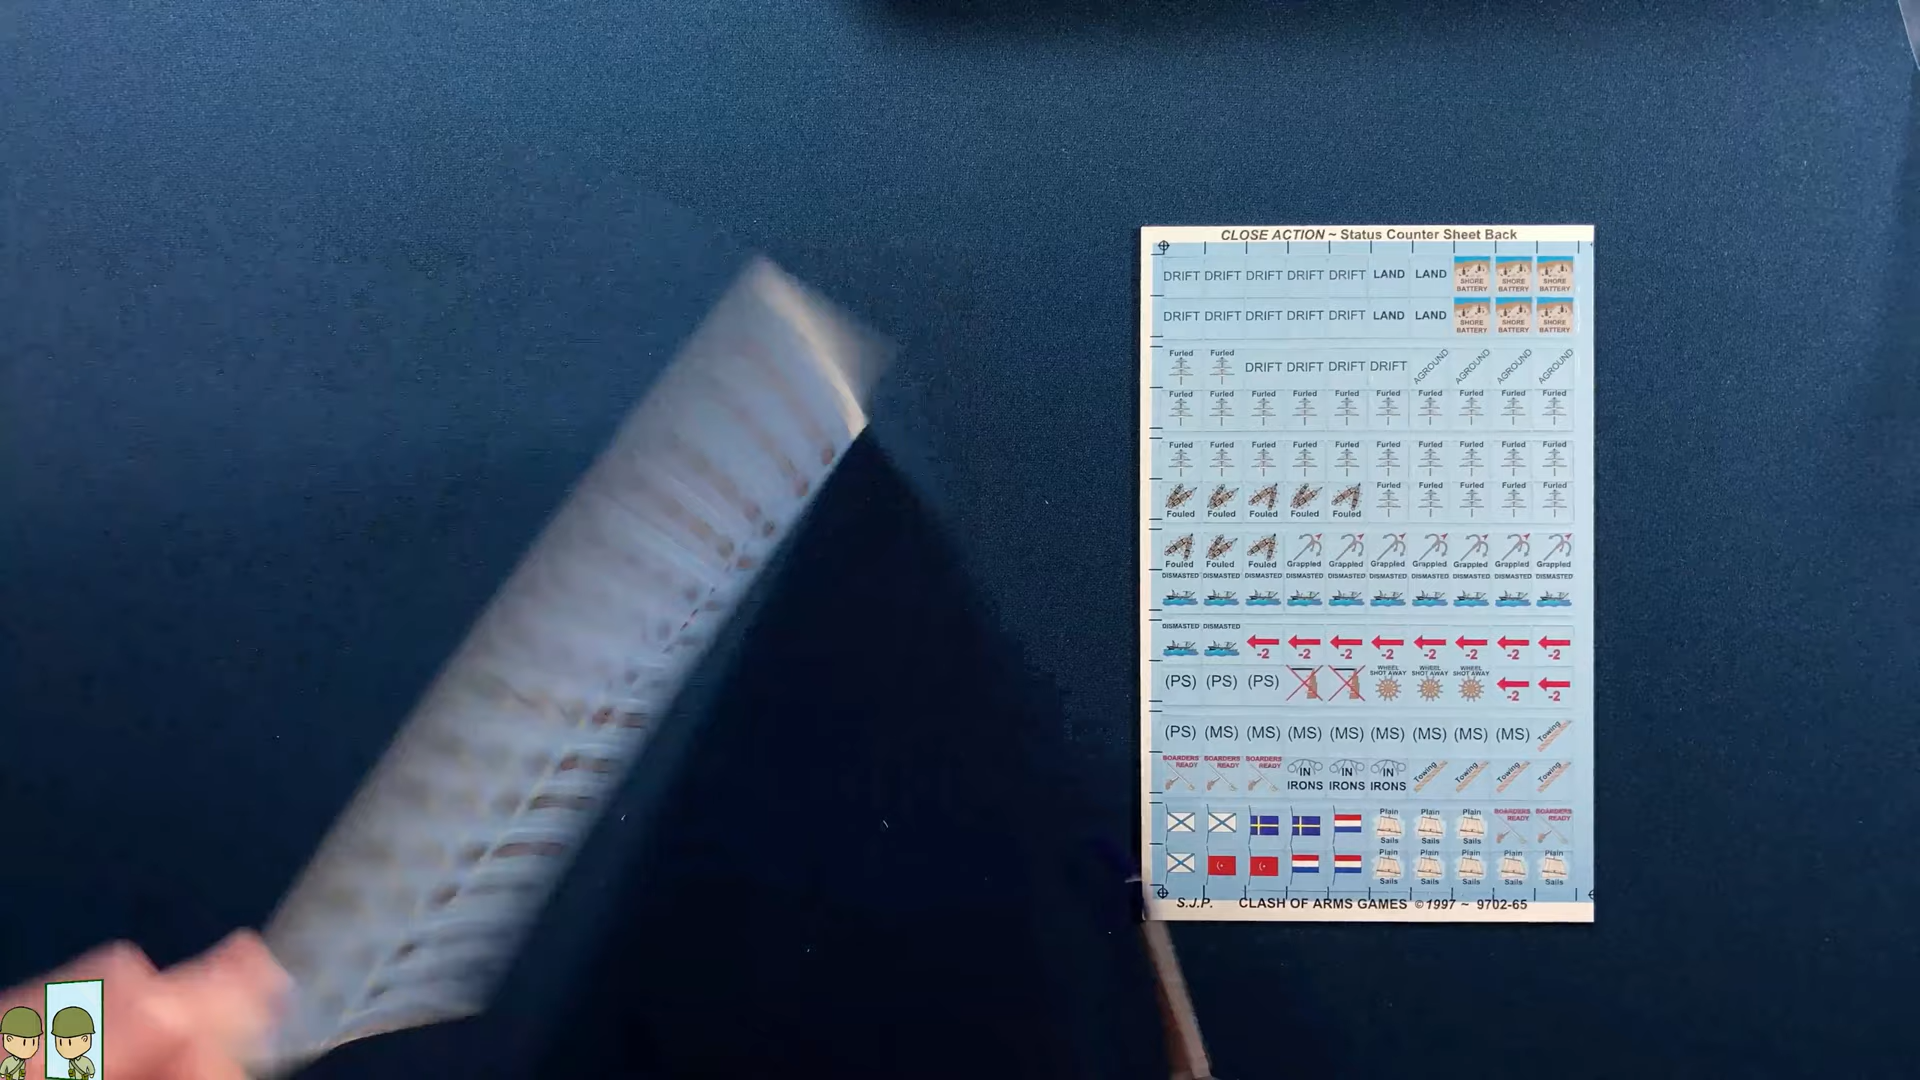 CLOSE ACTION ~ Status Counter Sheet Back
DRIFT DRIFT DRIFT DRIFT DRIFT LAND LAND SHORE BATTERY SHORE BATTERY SHORE BATTERY
DRIFT DRIFT DRIFT DRIFT DRIFT LAND LAND SHORE BATTERY SHORE BATTERY SHORE BATTERY
Furled Furled DRIFT DRIFT DRIFT DRIFT AGROUND AGROUND AGROUND AGROUND
Furled Furled Furled Furled Furled Furled Furled Furled Furled Furled
Furled Furled Furled Furled Furled Furled Furled Furled Furled Furled
Fouled Fouled Fouled Fouled Fouled Furled Furled Furled Furled Furled
Fouled Fouled Fouled Grappled Grappled Grappled Grappled Grappled Grappled Grappled
DISMASTED DISMASTED DISMASTED DISMASTED DISMASTED DISMASTED DISMASTED DISMASTED DISMASTED DISMASTED
DISMASTED DISMASTED -2 -2 -2 -2 -2 -2 -2 -2
(PS) (PS) (PS) WHEEL SHOT AWAY WHEEL SHOT AWAY WHEEL SHOT AWAY -2 -2
(PS) (MS) (MS) (MS) (MS) (MS) (MS) (MS) (MS) Towing
BOARDERS READY BOARDERS READY BOARDERS READY IN IRONS IN IRONS IN IRONS Towing Towing Towing Towing
Plain Sails Plain Sails Plain Sails BOARDERS READY BOARDERS READY
Plain Sails Plain Sails Plain Sails Plain Sails Plain Sails
S.J.P. CLASH OF ARMS GAMES © 1997 ~ 9702-65